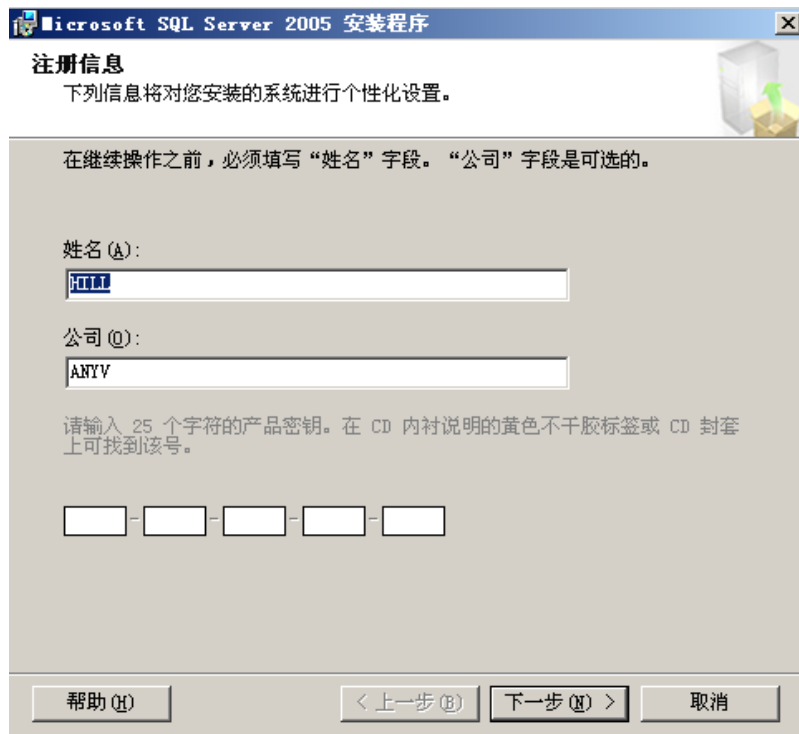 Microsoft SQL Server 2005 安装程序
注册信息
下列信息将对您安装的系统进行个性化设置。
在继续操作之前，必须填写“姓名”字段。“公司”字段是可选的。
姓名(A):
HILL
公司(O):
ANYV
请输入 25 个字符的产品密钥。在 CD 内衬说明的黄色不干胶标签或 CD 封套
上可找到该号。
- - - -
帮助(H) < 上一步(B) 下一步(N) > 取消